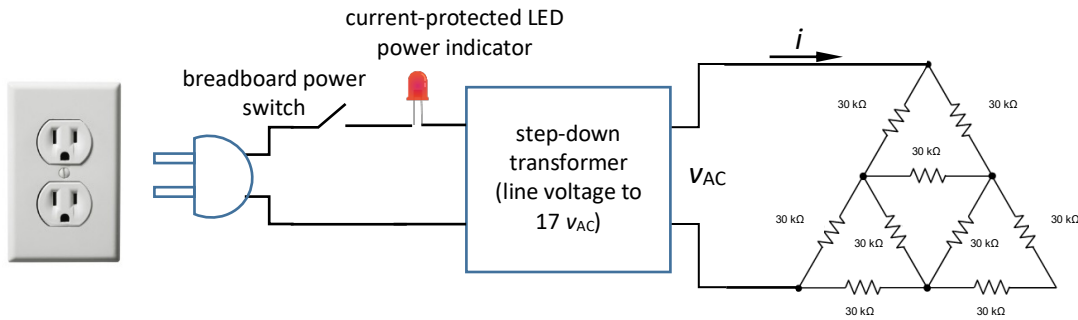 current-protected LED
power indicator
breadboard power
switch
i
step-down
transformer
(line voltage to
17 vAC)
vAC
30 kΩ
30 kΩ
30 kΩ
30 kΩ
30 kΩ
30 kΩ
30 kΩ
30 kΩ
30 kΩ